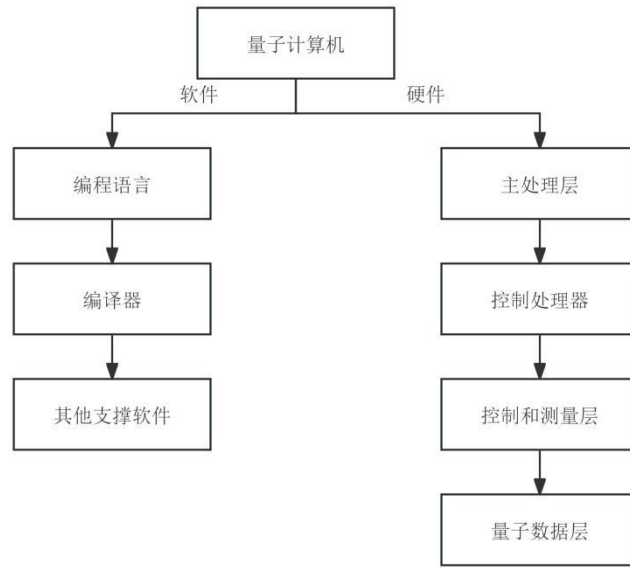 量子计算机
软件
硬件
编程语言
主处理层
编译器
控制处理器
其他支撑软件
控制和测量层
量子数据层